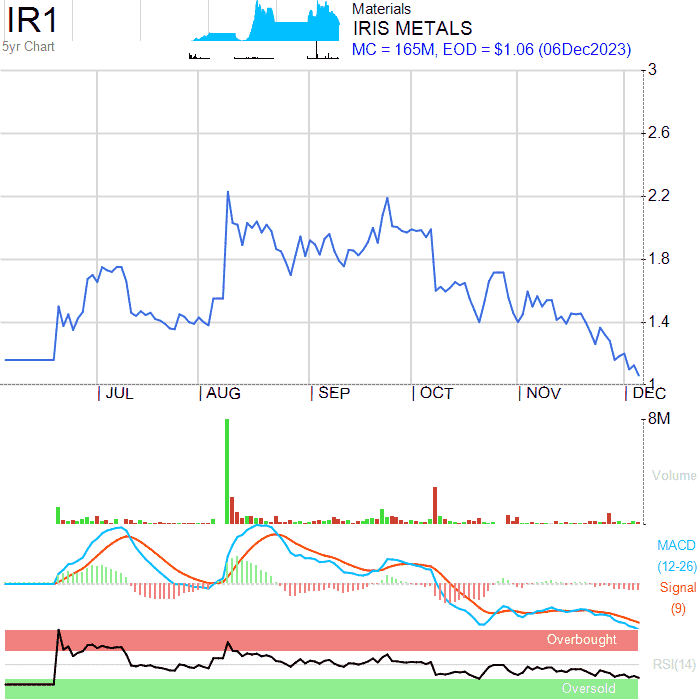 IR1
5yr Chart
Materials
IRIS METALS
MC = 165M, EOD = $1.06 (06Dec2023)
3
2.6
2.2
1.8
1.4
1
JUL
AUG
SEP
OCT
NOV
DEC
8M
Volume
MACD
(12-26)
Signal
(9)
Overbought
RSI(14)
Oversold